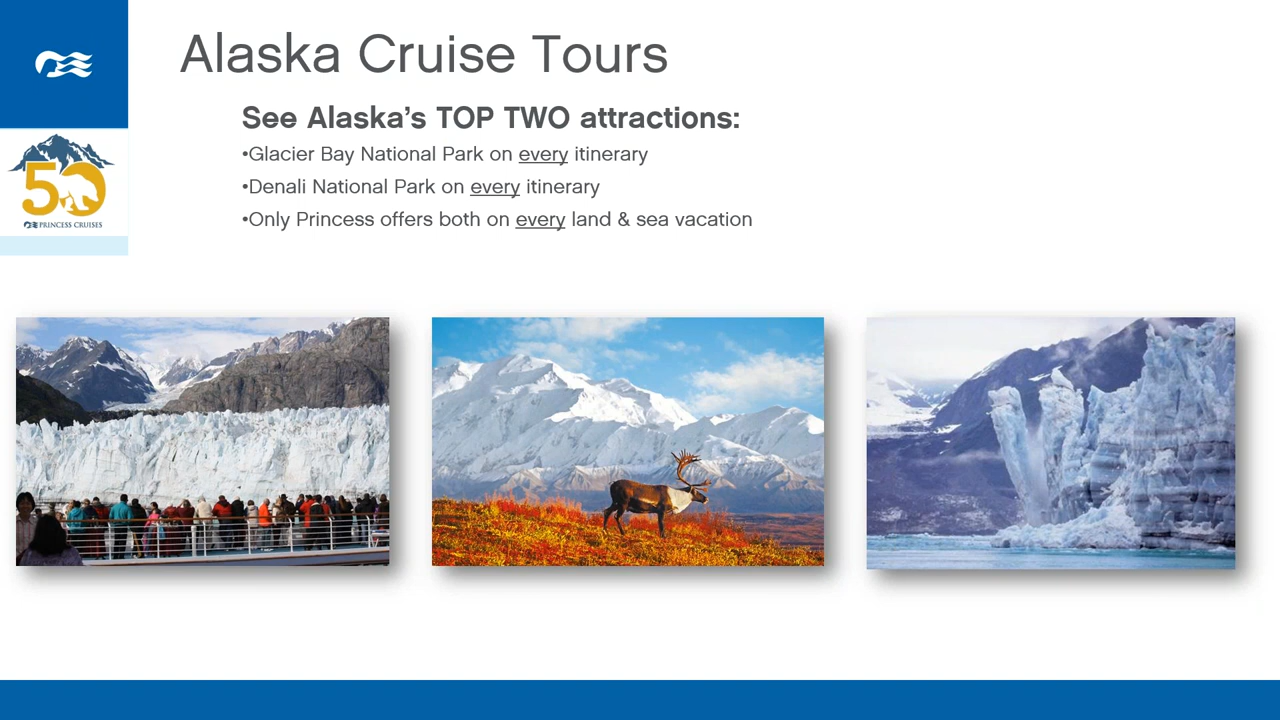 Alaska Cruise Tours
See Alaska's TOP TWO attractions:
•Glacier Bay National Park on every itinerary
•Denali National Park on every itinerary
•Only Princess offers both on every land & sea vacation
50
PRINCESS CRUISES